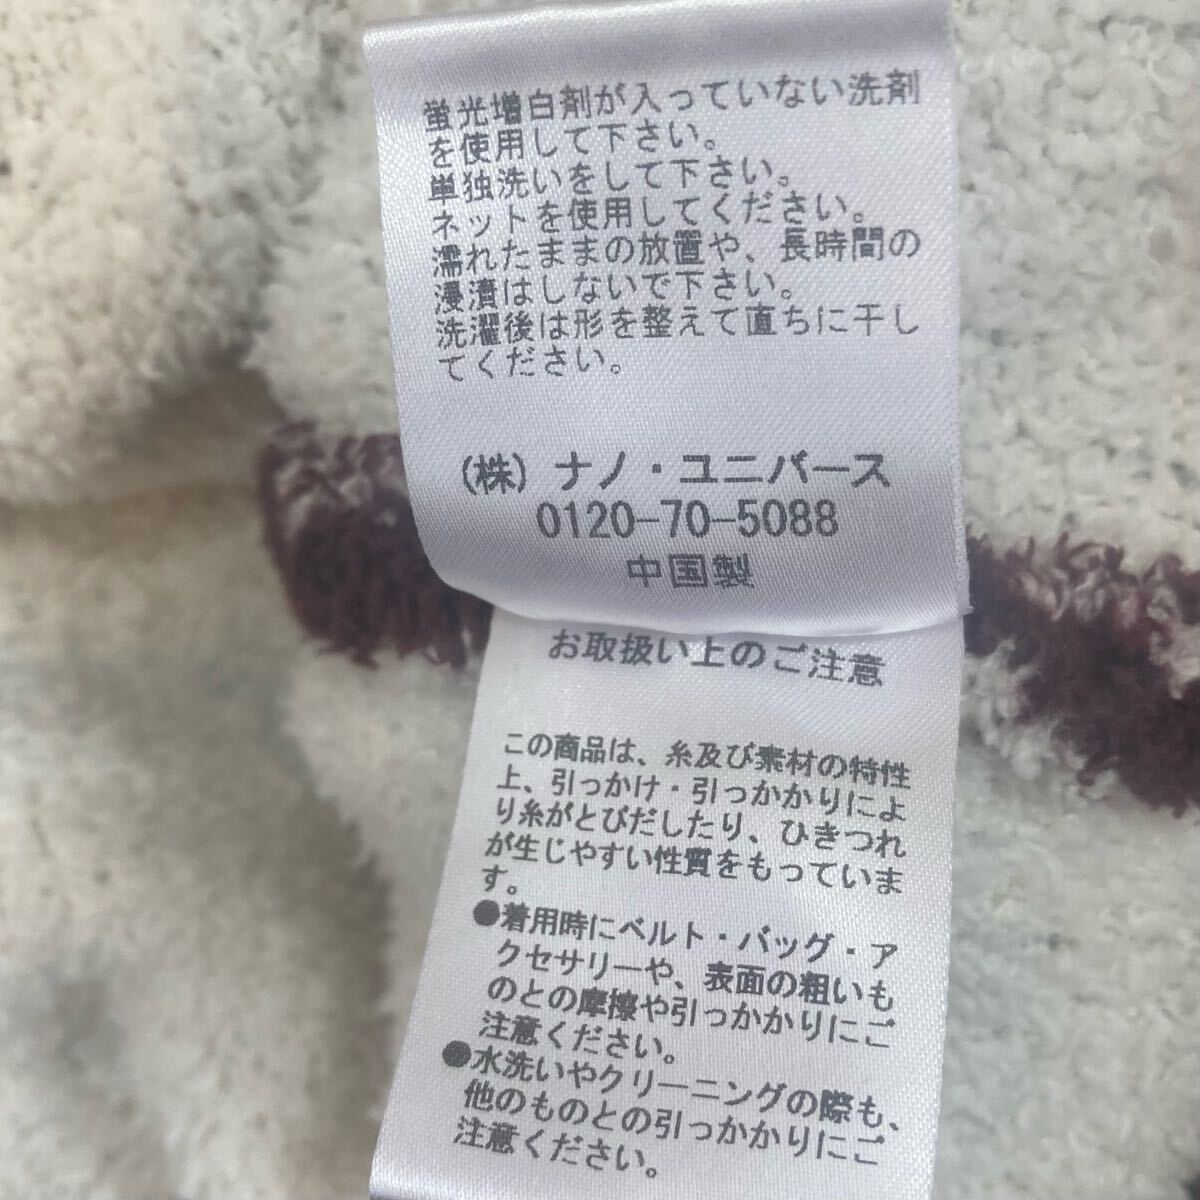 蛍光増白剤が入っていない洗剤
を使用して下さい。
単独洗いをして下さい。
ネットを使用してください。
濡れたままの放置や、長時間の
浸漬はしないで下さい。
洗濯後は形を整えて直ちに干し
てください。
(株) ナノ・ユニバース
0120-70-5088
中国製
お取扱い上のご注意
この商品は、糸及び素材の特性
上、引っかけ・引っかかりによ
り糸がとびだしたり、ひきつれ
が生じやすい性質をもっていま
す。
●着用時にベルト・バッグ・ア
クセサリーや、表面の粗いも
のとの摩擦や引っかかりにご
注意ください。
●水洗いやクリーニングの際も、
他のものとの引っかかりにご
注意ください。